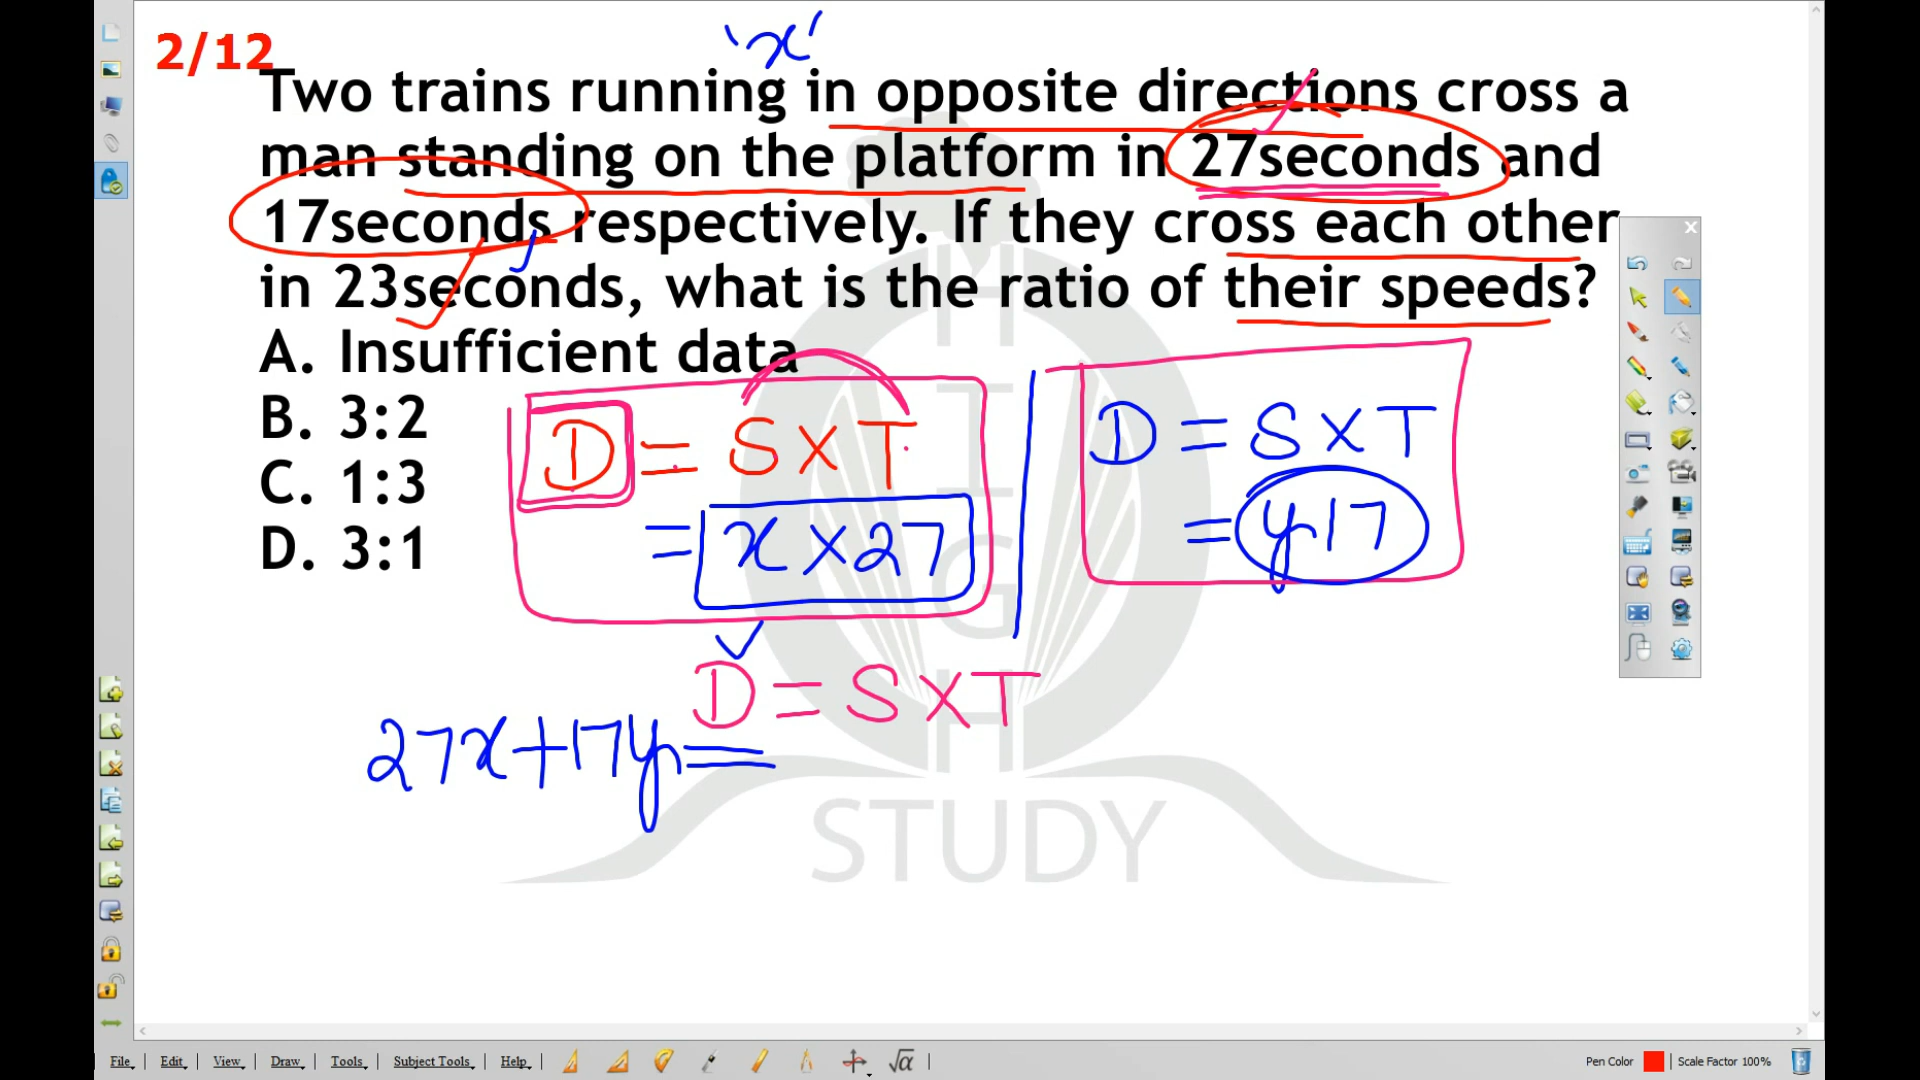 2/12
'x'
Two trains running in opposite directions cross a
man standing on the platform in 27seconds and
17seconds respectively. If they cross each other
in 23seconds, what is the ratio of their speeds?
A. Insufficient data
B. 3:2
C. 1:3
D. 3:1
D = S X T
= x X 27
D = S X T
= y17
D = S X T
27x+17y=
HIGH
STUDY
File
Edit
View
Draw
Tools
Subject Tools
Help
√α
Pen Color
Scale Factor 100%